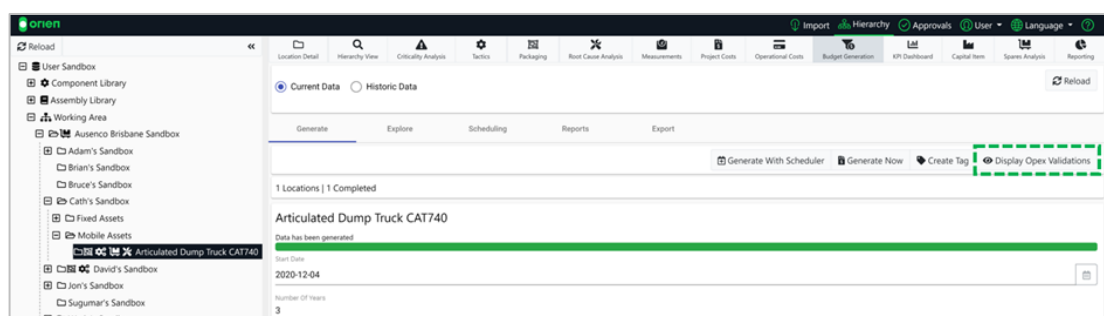 orien
Import Hierarchy Approvals User Language
Reload
User Sandbox
Component Library
Assembly Library
Working Area
Ausenco Brisbane Sandbox
Adam's Sandbox
Brian's Sandbox
Bruce's Sandbox
Cath's Sandbox
Fixed Assets
Mobile Assets
Articulated Dump Truck CAT740
David's Sandbox
Jon's Sandbox
Sugumar's Sandbox
Location Detail Hierarchy View Criticality Analysis Tactics Packaging Root Cause Analysis Measurements Project Costs Operational Costs Budget Generation KPI Dashboard Capital Item Spares Analysis Reporting
Current Data Historic Data Reload
Generate Explore Scheduling Reports Export
Generate With Scheduler Generate Now Create Tag Display Opex Validations
1 Locations | 1 Completed
Articulated Dump Truck CAT740
Data has been generated
Start Date
2020-12-04
Number Of Years
3